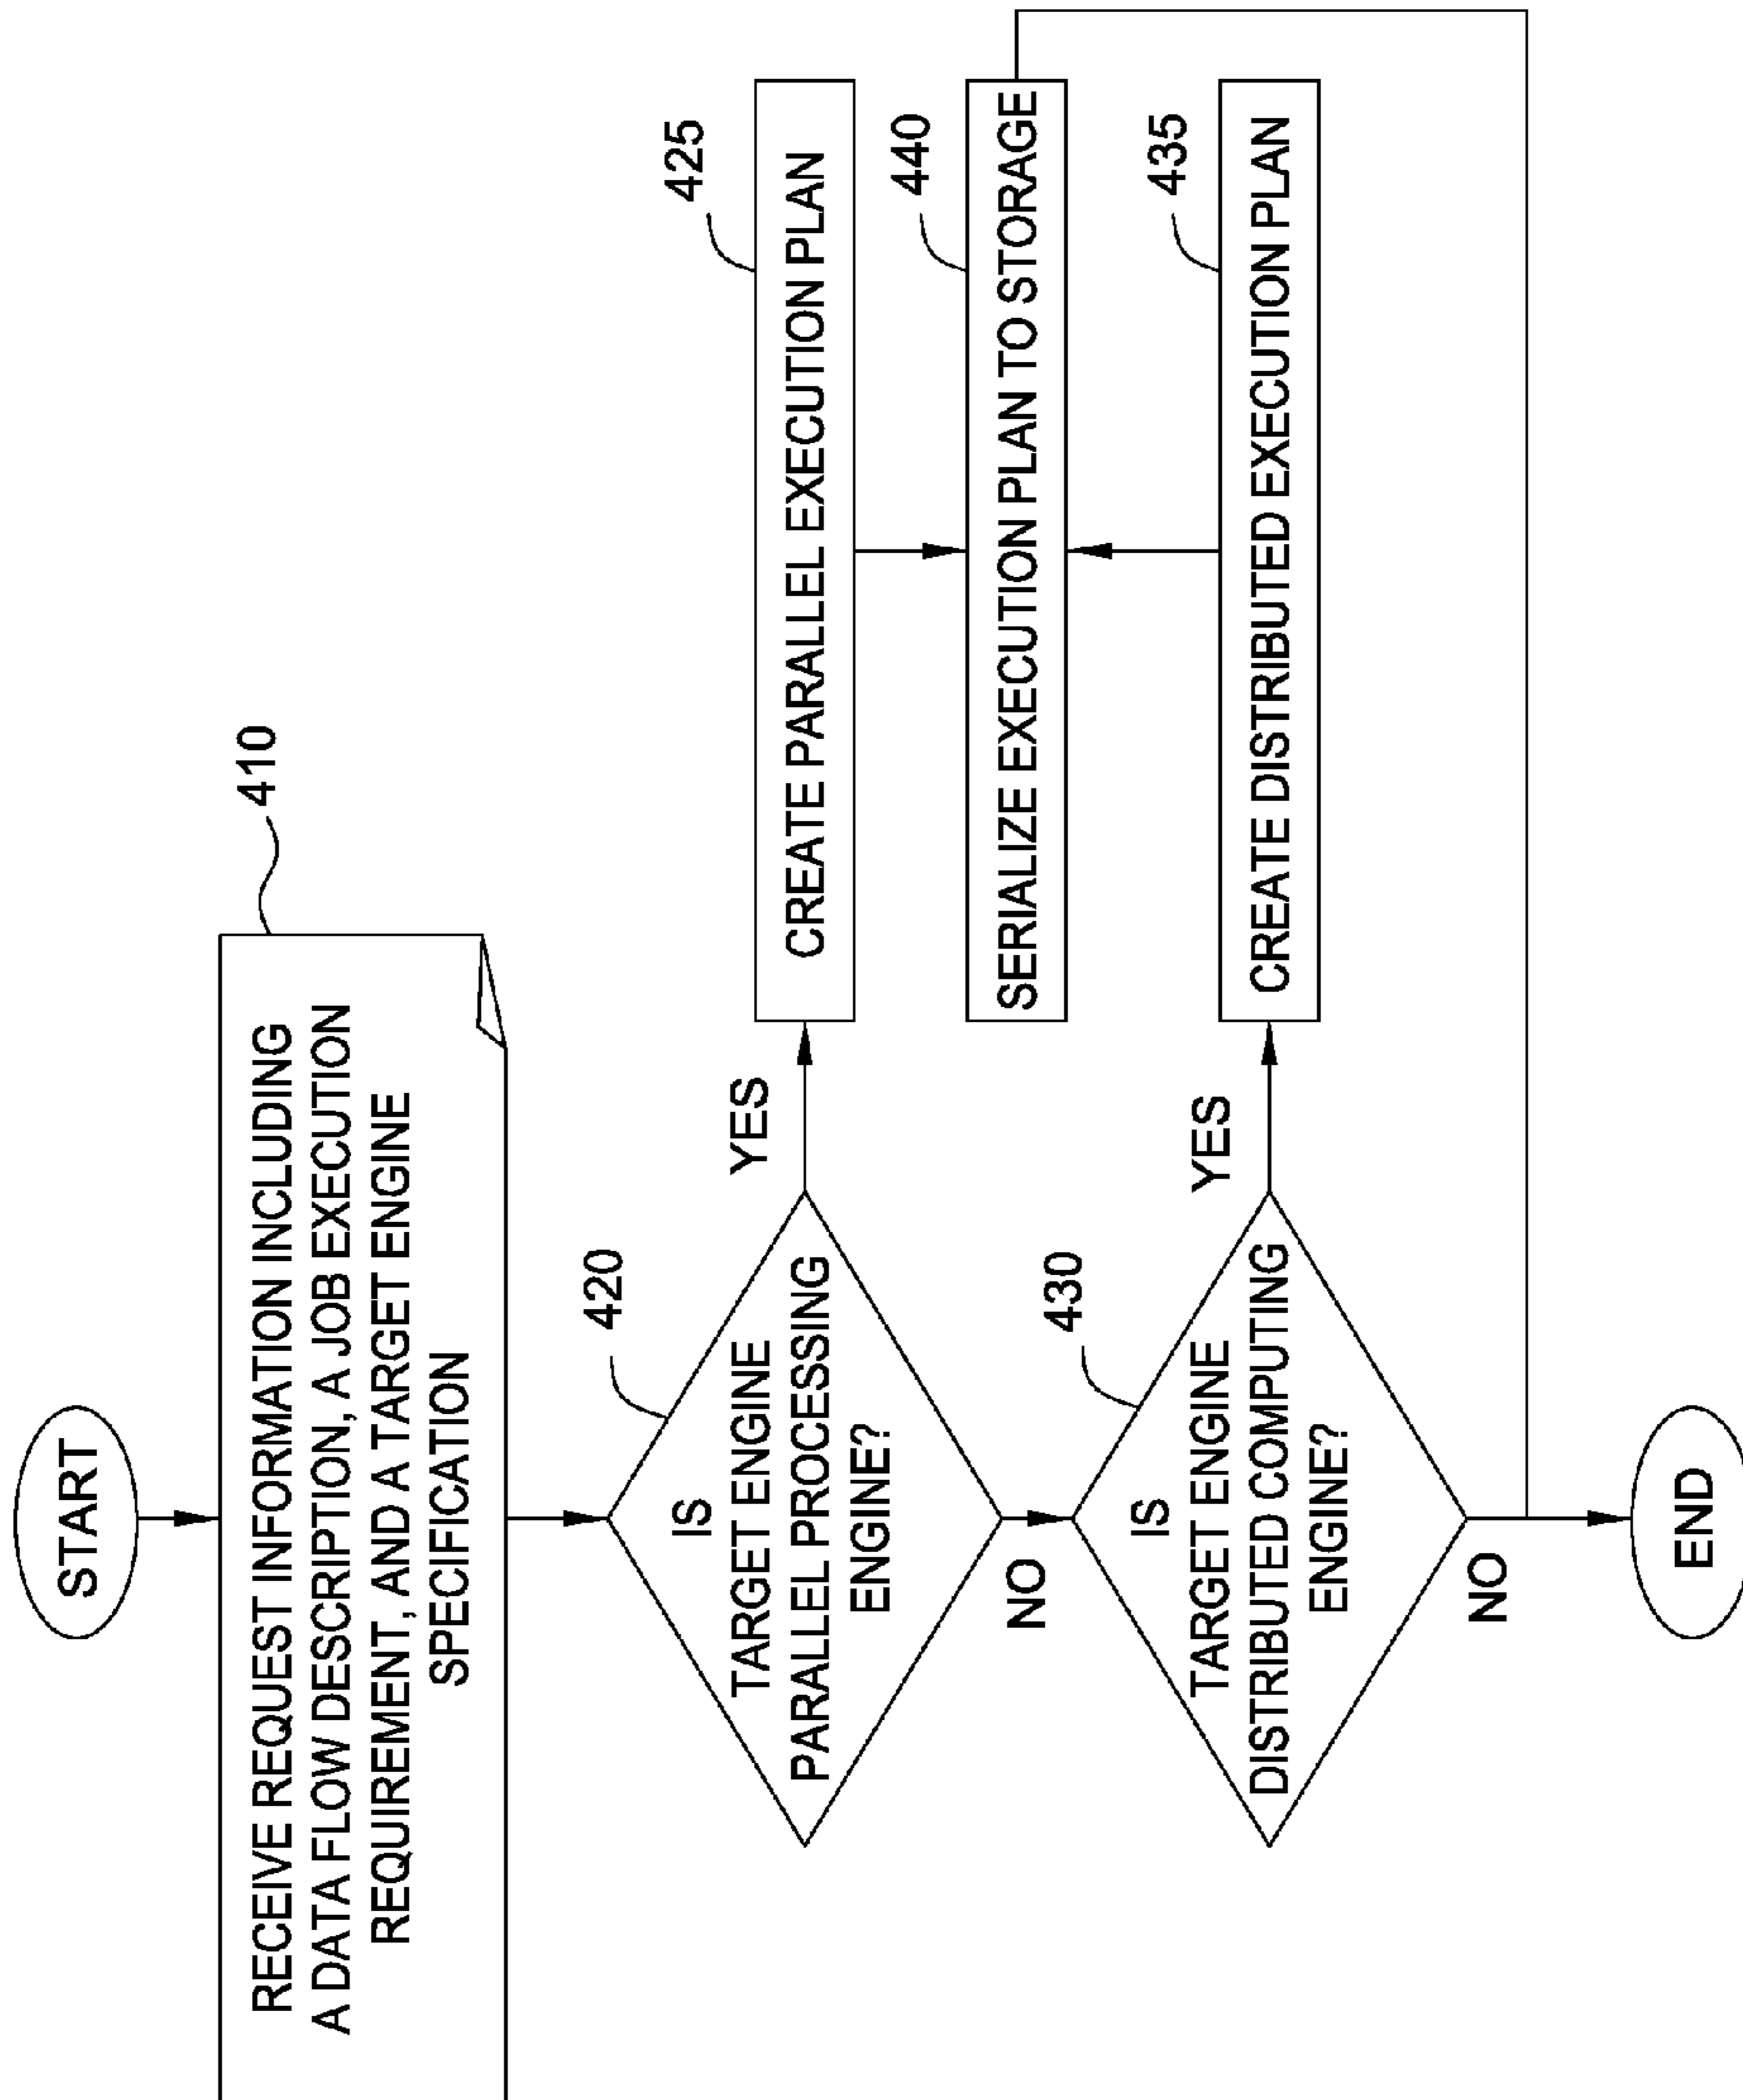 START
410
RECEIVE REQUEST INFORMATION INCLUDING
A DATA FLOW DESCRIPTION, A JOB EXECUTION
REQUIREMENT, AND A TARGET ENGINE
SPECIFICATION
420
IS
TARGET ENGINE
PARALLEL PROCESSING
ENGINE?
YES
425
CREATE PARALLEL EXECUTION PLAN
440
SERIALIZE EXECUTION PLAN TO STORAGE
NO
430
IS
TARGET ENGINE
DISTRIBUTED COMPUTING
ENGINE?
YES
435
CREATE DISTRIBUTED EXECUTION PLAN
NO
END